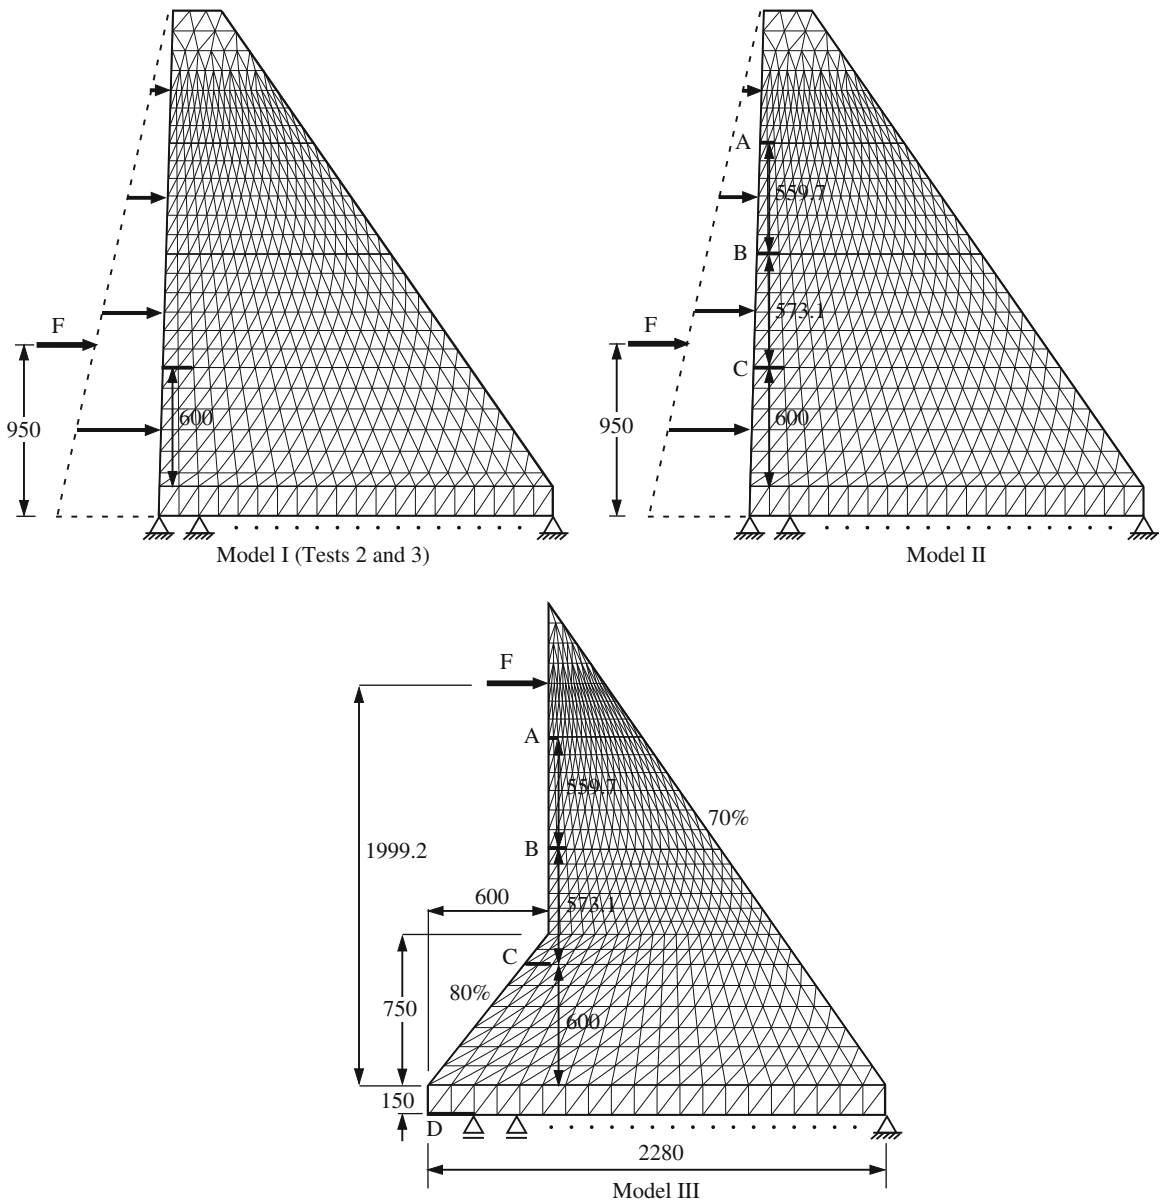 F
600
950
Model I (Tests 2 and 3)
A
559.7
B
F
573.1
C
600
950
Model II
F
A
559.7
70%
1999.2
B
600
573.1
C
80%
750
600
150
D
2280
Model III